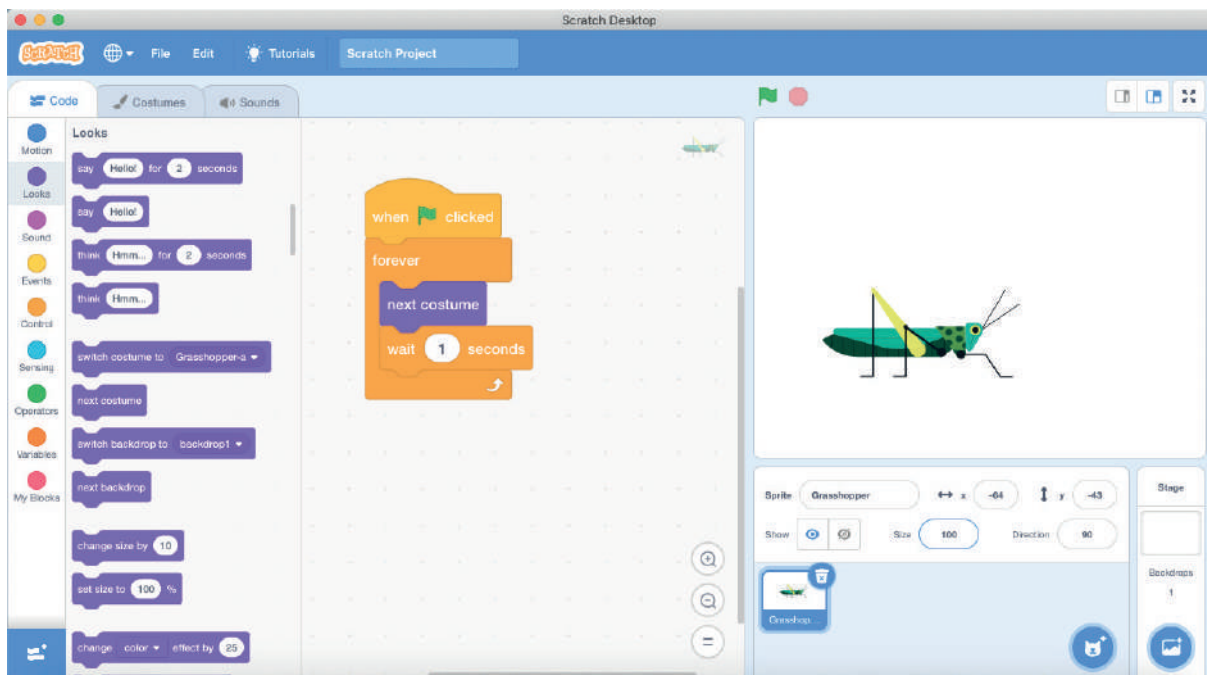 Scratch Desktop
SCRATCH File Edit Tutorials Scratch Project
Code Costumes Sounds
Motion
Looks
Sound
Events
Control
Sensing
Operators
Variables
My Blocks
Looks
say Hello! for 2 seconds
say Hello!
think Hmm... for 2 seconds
think Hmm...
switch costume to Grasshopper-a
next costume
switch backdrop to backdrop1
next backdrop
change size by 10
set size to 100 %
change color effect by 25
when clicked
forever
next costume
wait 1 seconds
Sprite Grasshopper x -64 y -43
Show Size 100 Direction 90
Grasshop...
Stage
Backdrops
1